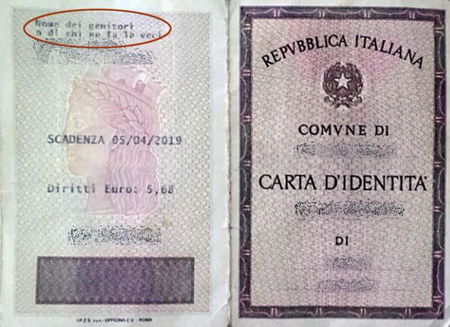 Nome dei genitori
o di chi ne fa le veci
SCADENZA 05/04/2019
Diritti Euro: 5,68
I.P.Z.S. S.p.A. - OFFICINA C.V. - ROMA
REPVBBLICA ITALIANA
COMVNE DI
CARTA D'IDENTITÀ
DI